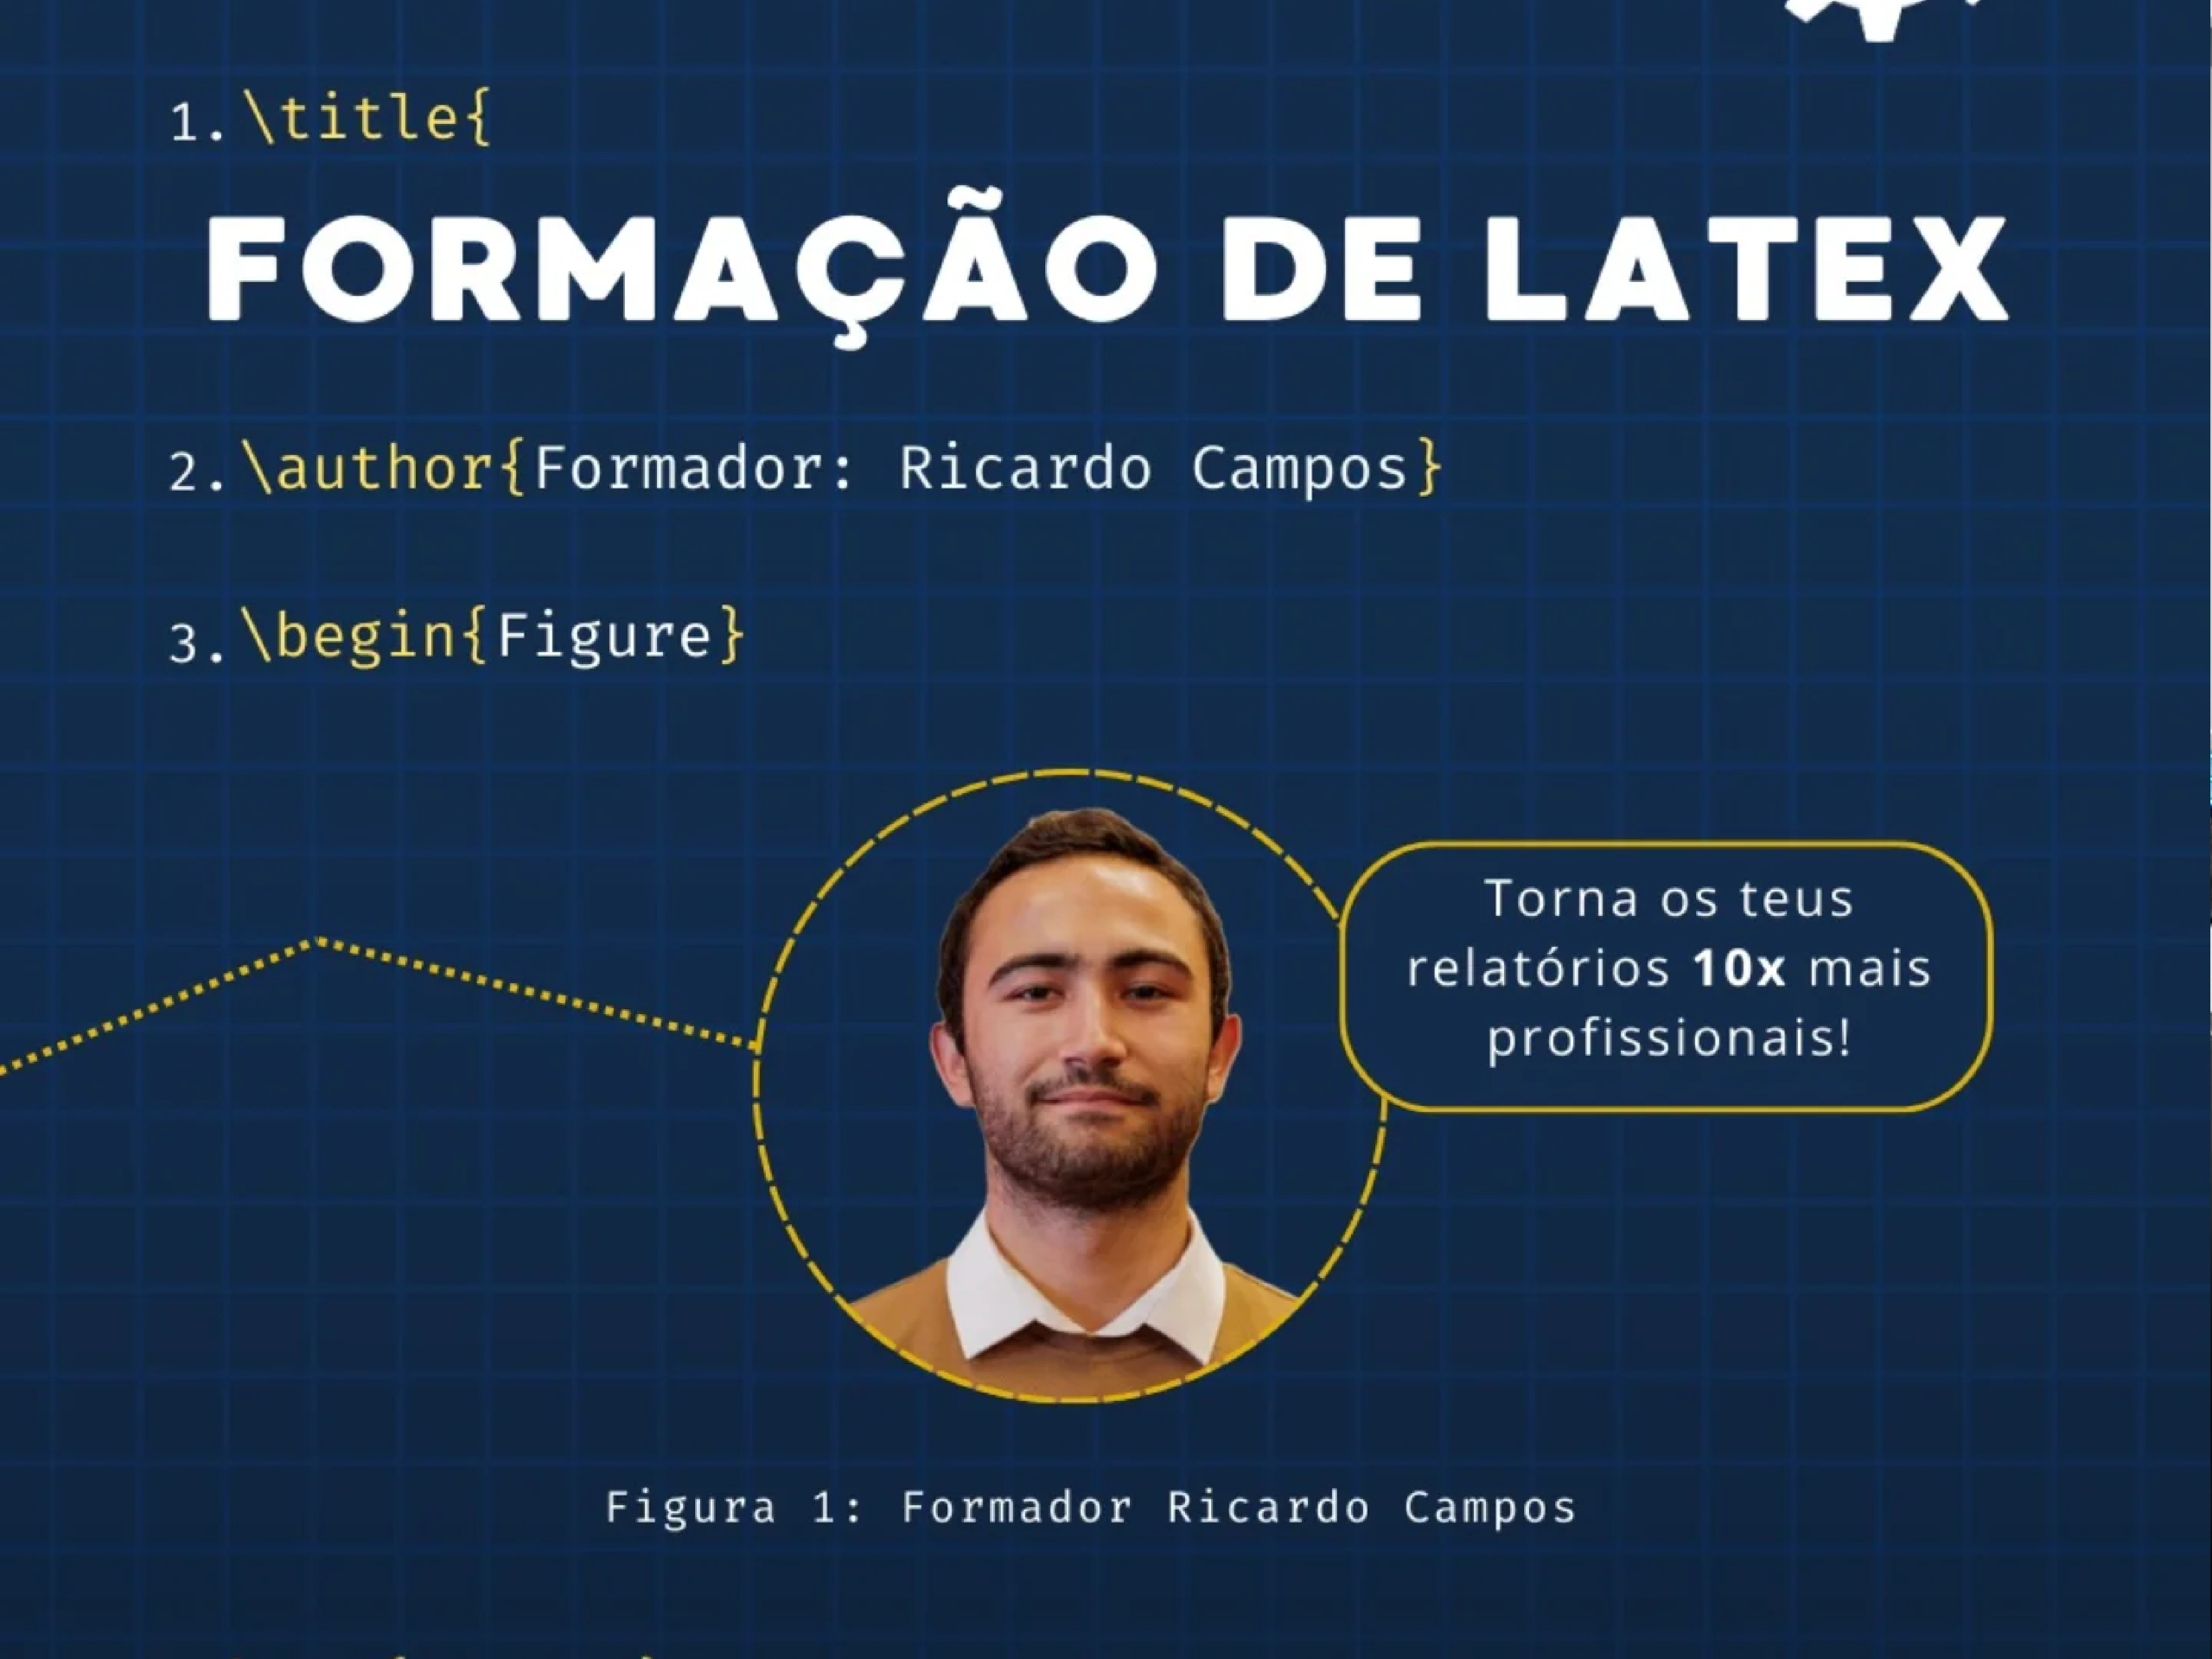 1. \title{
FORMAÇÃO DE LATEX
2. \author{Formador: Ricardo Campos}
3. \begin{Figure}
Torna os teus
relatórios 10x mais
profissionais!
Figura 1: Formador Ricardo Campos